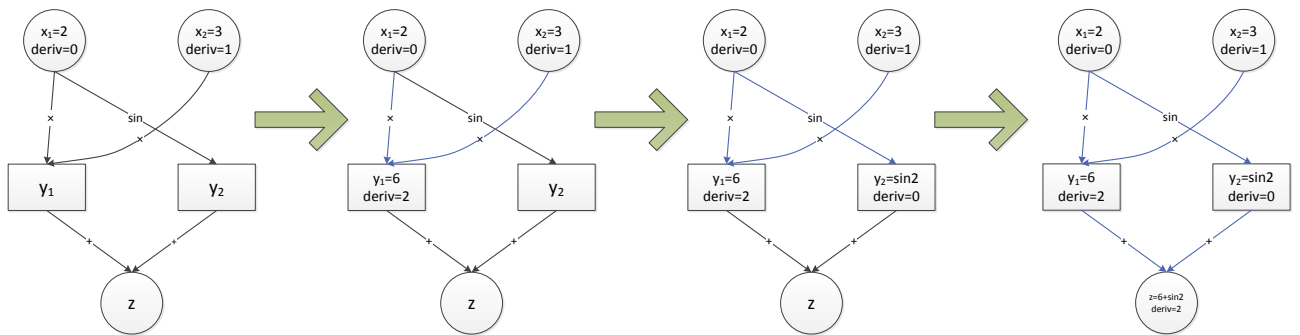 x₁=2
deriv=0
x₂=3
deriv=1
×
sin
×
y₁
y₂
+
+
z
x₁=2
deriv=0
x₂=3
deriv=1
×
sin
×
y₁=6
deriv=2
y₂
+
+
z
x₁=2
deriv=0
x₂=3
deriv=1
×
sin
×
y₁=6
deriv=2
y₂=sin2
deriv=0
+
+
z
x₁=2
deriv=0
x₂=3
deriv=1
×
sin
×
y₁=6
deriv=2
y₂=sin2
deriv=0
+
+
z=6+sin2
deriv=2